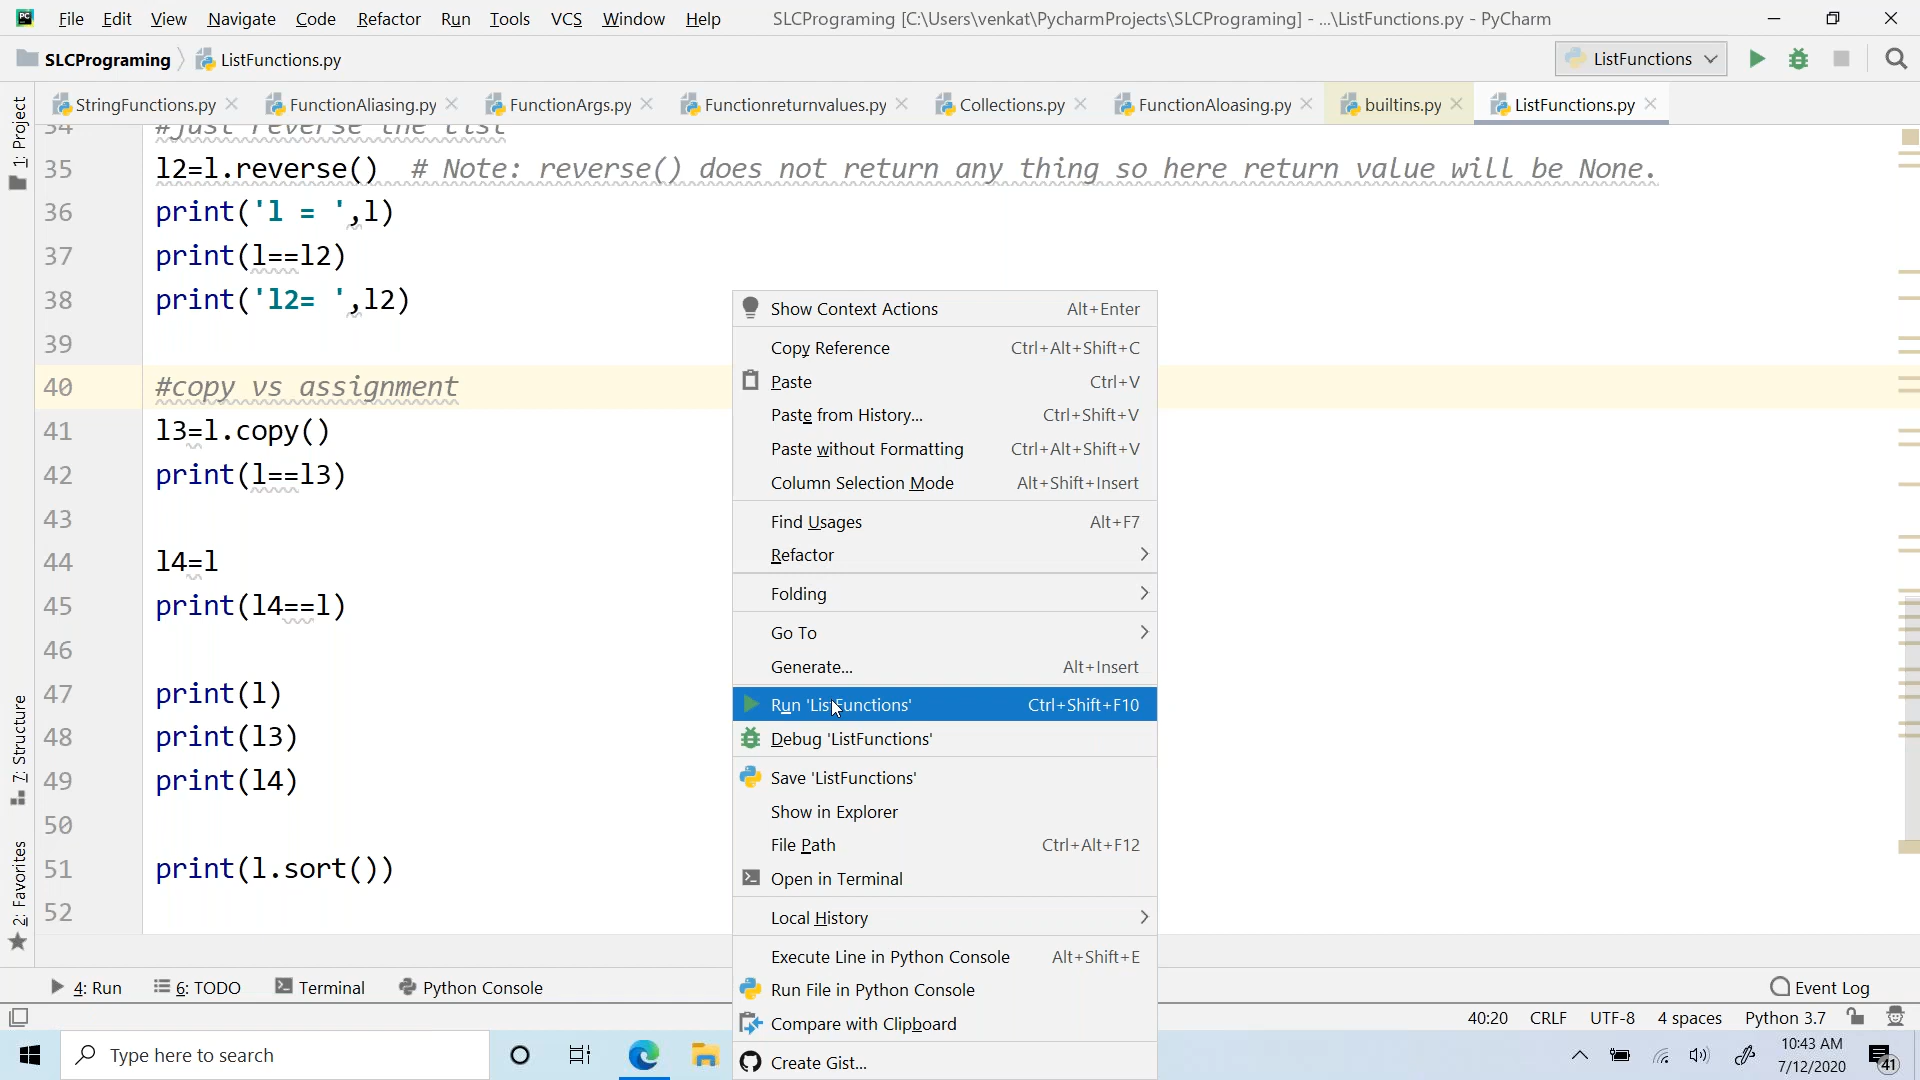 File Edit View Navigate Code Refactor Run Tools VCS Window Help SLCPrograming [C:\Users\venkat\PycharmProjects\SLCPrograming] - ...\ListFunctions.py - PyCharm
SLCPrograming ListFunctions.py ListFunctions
StringFunctions.py FunctionAliasing.py FunctionArgs.py Functionreturnvalues.py Collections.py FunctionAloasing.py builtins.py ListFunctions.py
1: Project
7: Structure
2: Favorites
34 #just reverse the list
35 l2=l.reverse() # Note: reverse() does not return any thing so here return value will be None.
36 print('l = ',l)
37 print(l==l2)
38 print('l2= ',l2)
39
40 #copy vs assignment
41 l3=l.copy()
42 print(l==l3)
43
44 l4=l
45 print(l4==l)
46
47 print(l)
48 print(l3)
49 print(l4)
50
51 print(l.sort())
52
Show Context Actions Alt+Enter
Copy Reference Ctrl+Alt+Shift+C
Paste Ctrl+V
Paste from History... Ctrl+Shift+V
Paste without Formatting Ctrl+Alt+Shift+V
Column Selection Mode Alt+Shift+Insert
Find Usages Alt+F7
Refactor
Folding
Go To
Generate... Alt+Insert
Run 'ListFunctions' Ctrl+Shift+F10
Debug 'ListFunctions'
Save 'ListFunctions'
Show in Explorer
File Path Ctrl+Alt+F12
Open in Terminal
Local History
Execute Line in Python Console Alt+Shift+E
Run File in Python Console
Compare with Clipboard
Create Gist...
4: Run 6: TODO Terminal Python Console Event Log
40:20 CRLF UTF-8 4 spaces Python 3.7
Type here to search
10:43 AM
7/12/2020
41